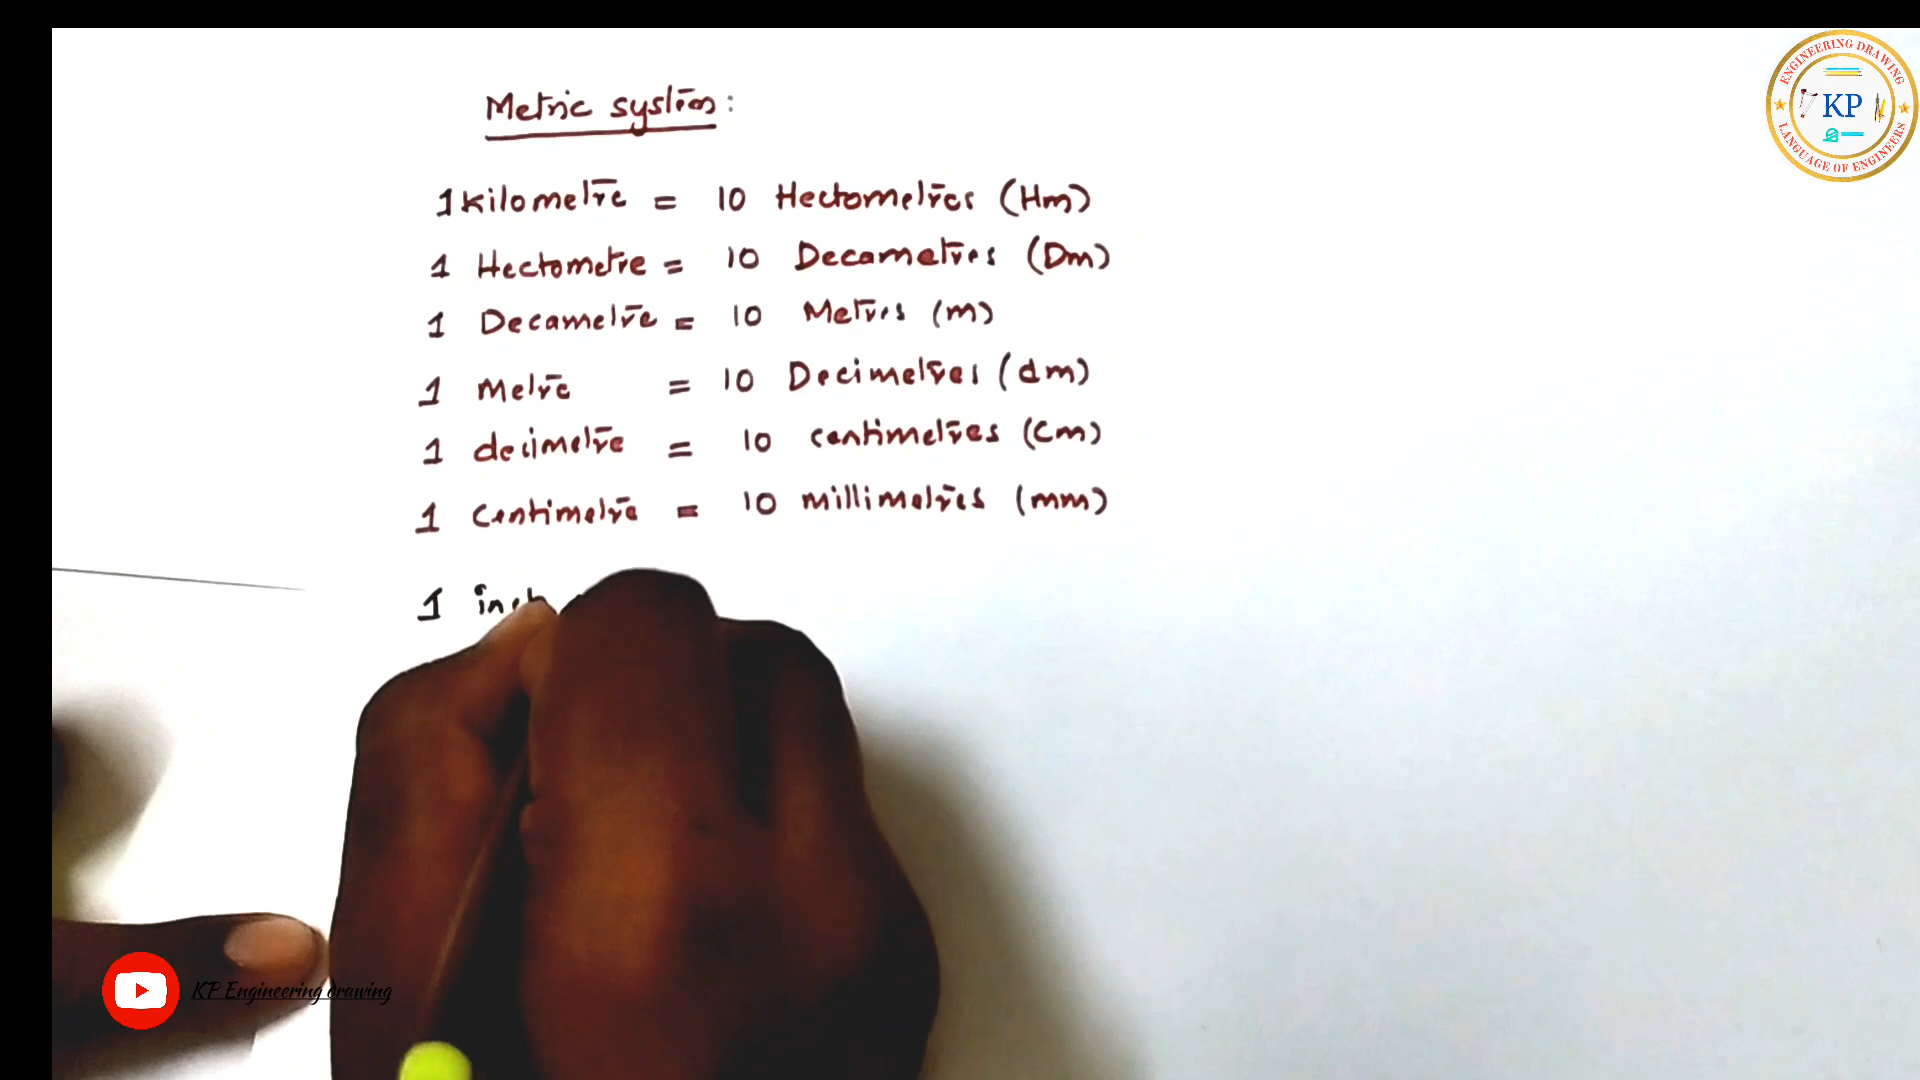 Metric system:
1 kilometre = 10 Hectometres (Hm)
1 Hectometre = 10 Decametres (Dm)
1 Decametre = 10 Metres (m)
1 Metre = 10 Decimetres (dm)
1 decimetre = 10 centimetres (cm)
1 Centimetre = 10 millimetres (mm)
1 inch
ENGINEERING DRAWING
KP
LANGUAGE OF ENGINEERS
KP Engineering drawing